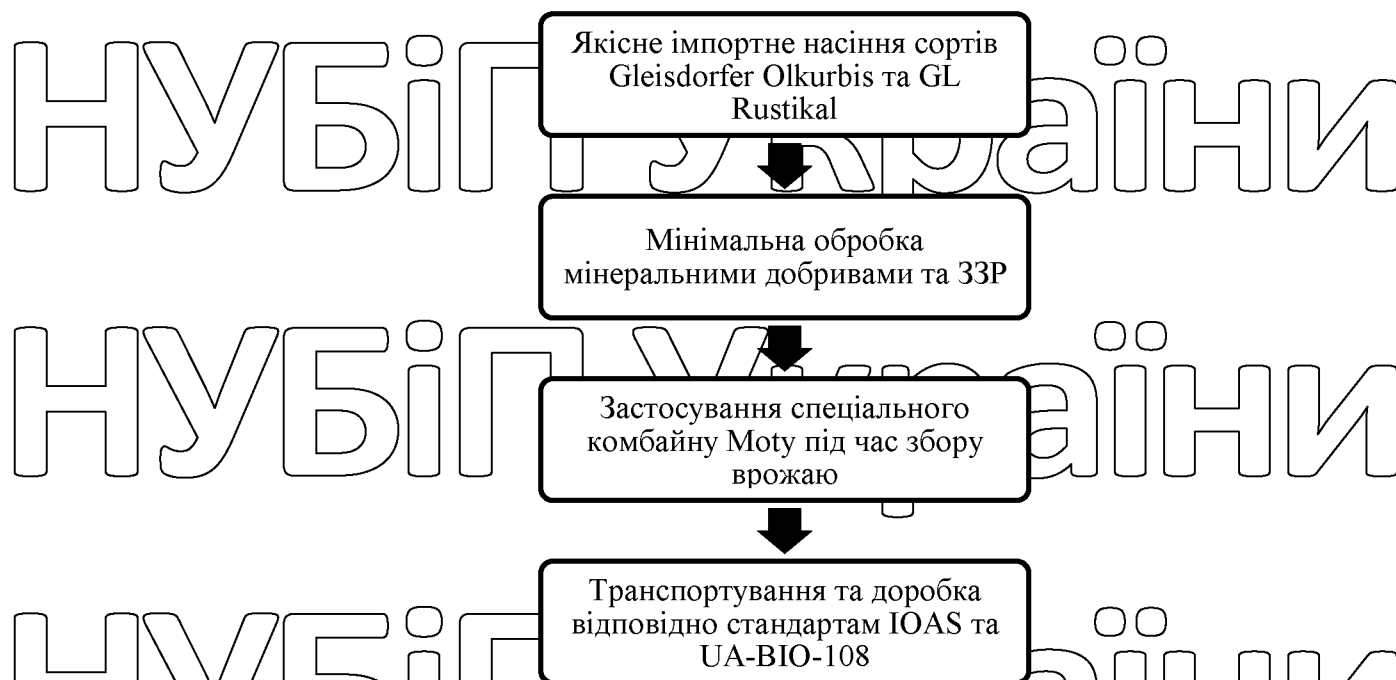 НУБіП України
Якісне імпортне насіння сортів
Gleisdorfer Olkurbis та GL
Rustikal
Мінімальна обробка
мінеральними добривами та ЗЗР
НУБіП України
Застосування спеціального
комбайну Moty під час збору
врожаю
Транспортування та доробка
відповідно стандартам IOAS та
UA-BIO-108
НУБіП України